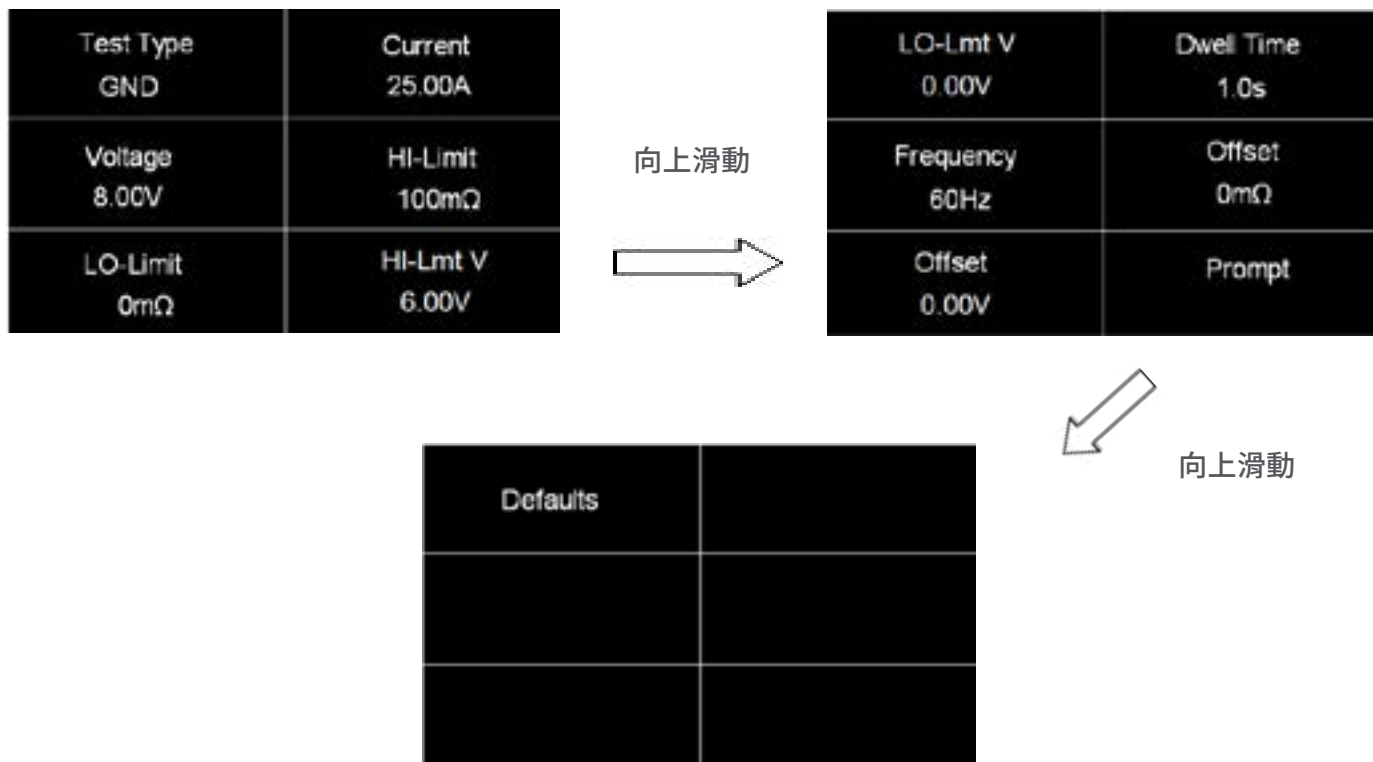 Test Type
GND
Current
25.00A
Voltage
8.00V
HI-Limit
100mΩ
LO-Limit
0mΩ
HI-Lmt V
6.00V
向上滑動
LO-Lmt V
0.00V
Dwell Time
1.0s
Frequency
60Hz
Offset
0mΩ
Offset
0.00V
Prompt
向上滑動
Defaults